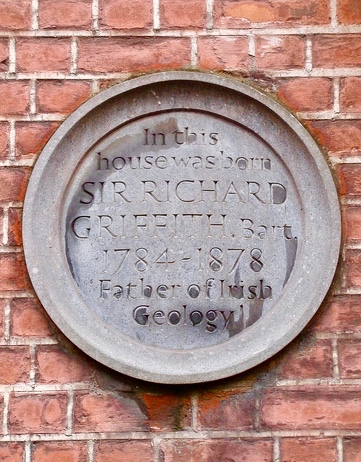 In this
house was born
SIR RICHARD
GRIFFITH. Bart.
1784-1878
Father of Irish
Geology